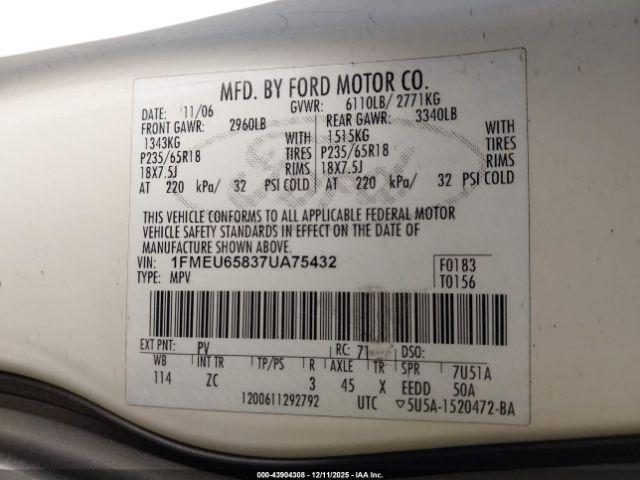 MFD. BY FORD MOTOR CO.
DATE: 11/06 GVWR: 6110LB/ 2771KG
FRONT GAWR: 2960LB REAR GAWR: 3340LB
1343KG WITH 1515KG WITH
P235/65R18 TIRES P235/65R18 TIRES
18X7.5J RIMS 18X7.5J RIMS
AT 220 kPa/ 32 PSI COLD AT 220 kPa/ 32 PSI COLD
THIS VEHICLE CONFORMS TO ALL APPLICABLE FEDERAL MOTOR
VEHICLE SAFETY STANDARDS IN EFFECT ON THE DATE OF
MANUFACTURE SHOWN ABOVE.
VIN: 1FMEU65837UA75432 F0183
TYPE: MPV T0156
EXT PNT: PV RC: 71 DSO:
WB INT TR TP/PS R AXLE TR SPR 7U51A
114 ZC 3 45 X EEDD 50A
1200611292792 UTC ▽5U5A-1520472-BA
000-43904308 - 12/11/2025 - IAA Inc.